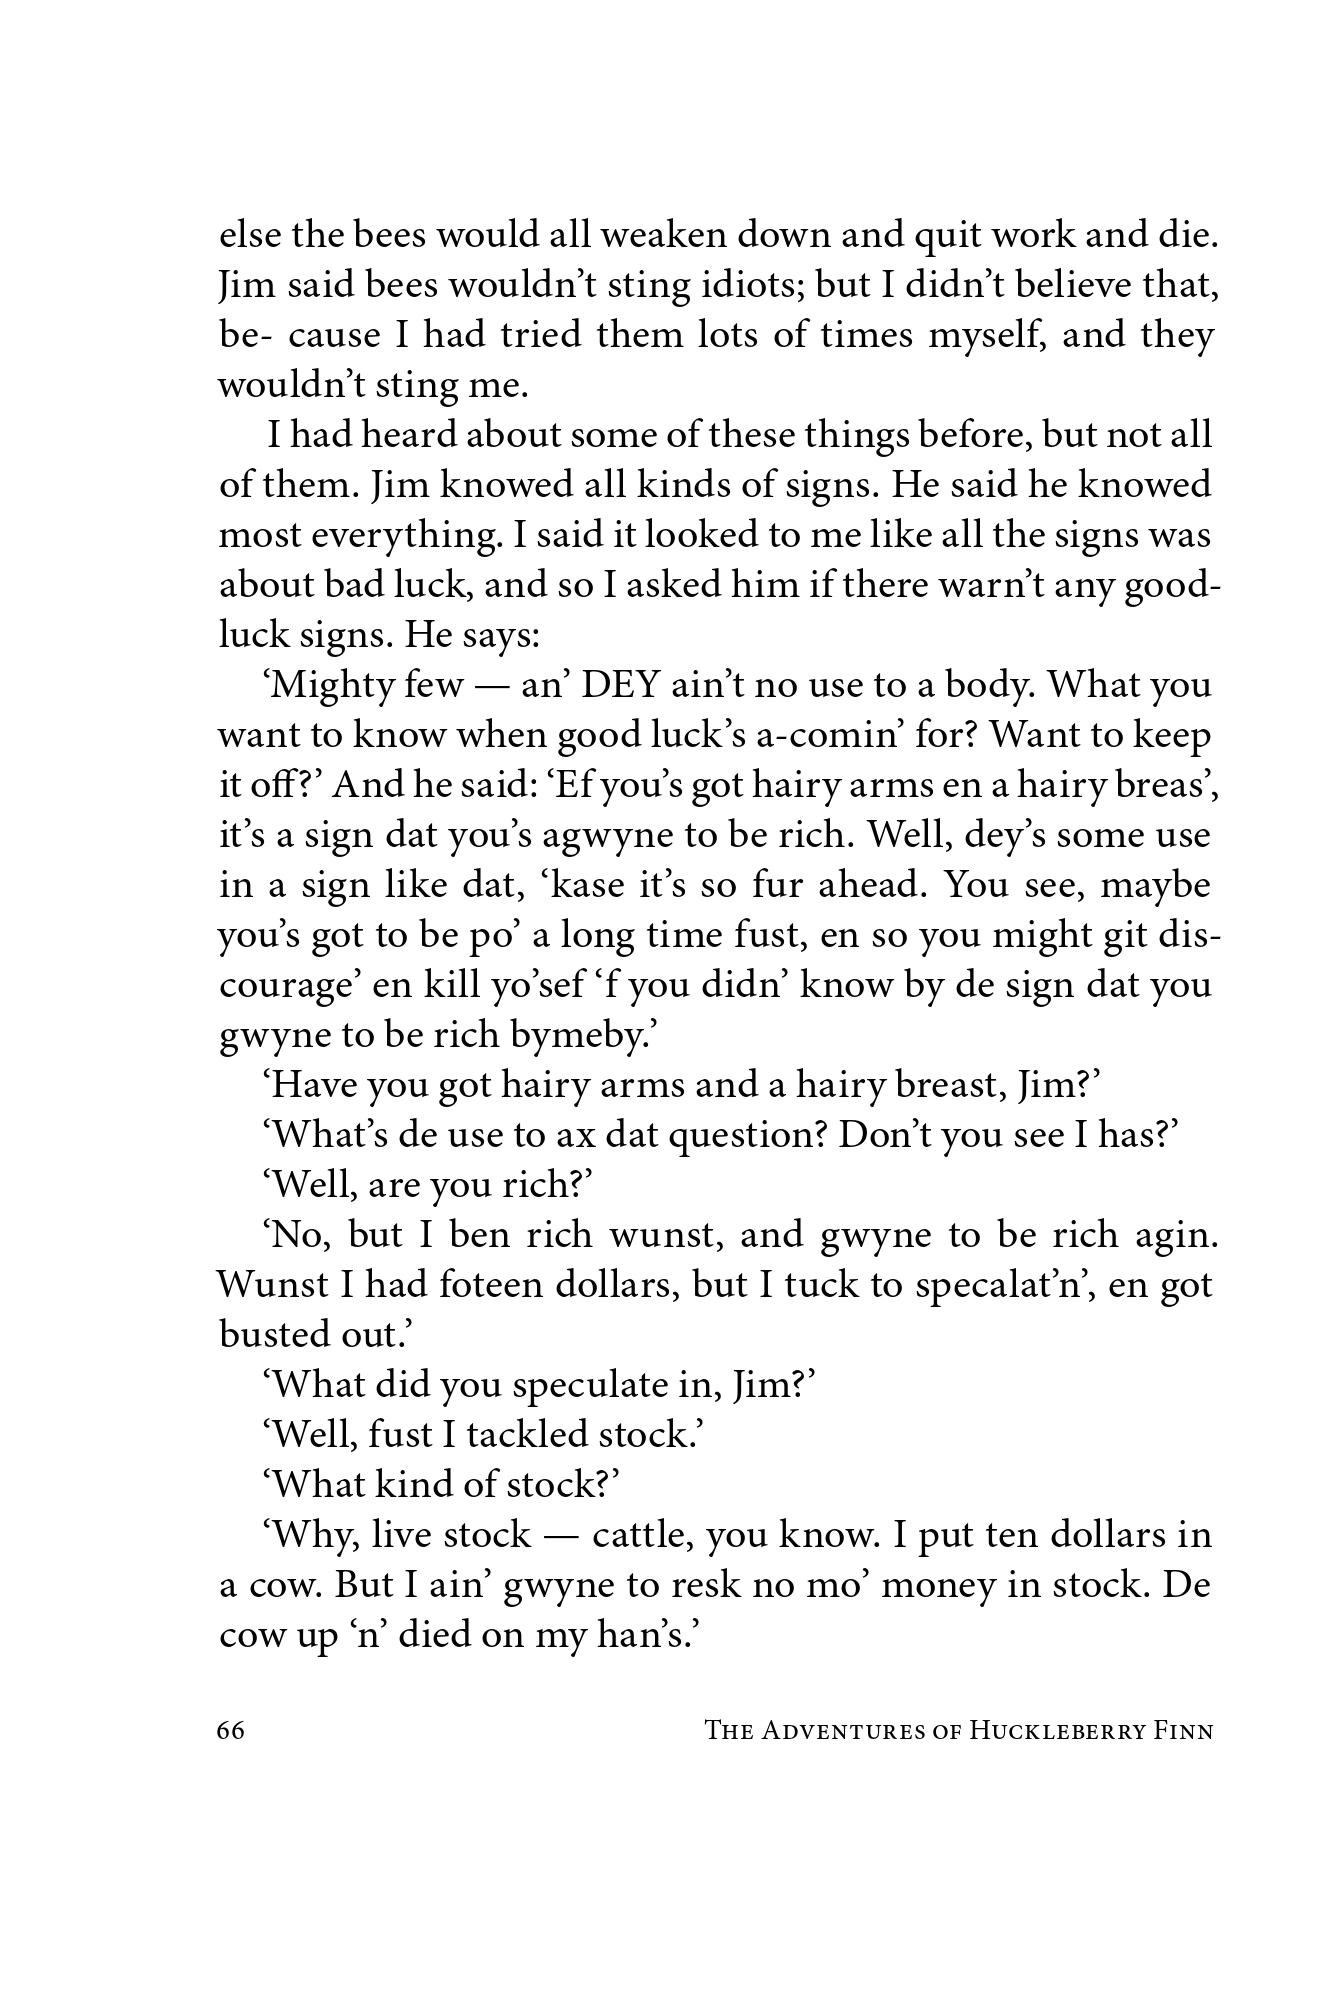 else the bees would all weaken down and quit work and die.
Jim said bees wouldn’t sting idiots; but I didn’t believe that,
be- cause I had tried them lots of times myself, and they
wouldn’t sting me.
I had heard about some of these things before, but not all
of them. Jim knowed all kinds of signs. He said he knowed
most everything. I said it looked to me like all the signs was
about bad luck, and so I asked him if there warn’t any good-
luck signs. He says:
‘Mighty few — an’ DEY ain’t no use to a body. What you
want to know when good luck’s a-comin’ for? Want to keep
it off?’ And he said: ‘Ef you’s got hairy arms en a hairy breas’,
it’s a sign dat you’s agwyne to be rich. Well, dey’s some use
in a sign like dat, ‘kase it’s so fur ahead. You see, maybe
you’s got to be po’ a long time fust, en so you might git dis-
courage’ en kill yo’sef ‘f you didn’ know by de sign dat you
gwyne to be rich bymeby.’
‘Have you got hairy arms and a hairy breast, Jim?’
‘What’s de use to ax dat question? Don’t you see I has?’
‘Well, are you rich?’
‘No, but I ben rich wunst, and gwyne to be rich agin.
Wunst I had foteen dollars, but I tuck to specalat’n’, en got
busted out.’
‘What did you speculate in, Jim?’
‘Well, fust I tackled stock.’
‘What kind of stock?’
‘Why, live stock — cattle, you know. I put ten dollars in
a cow. But I ain’ gwyne to resk no mo’ money in stock. De
cow up ‘n’ died on my han’s.’
66 The Adventures of Huckleberry Finn